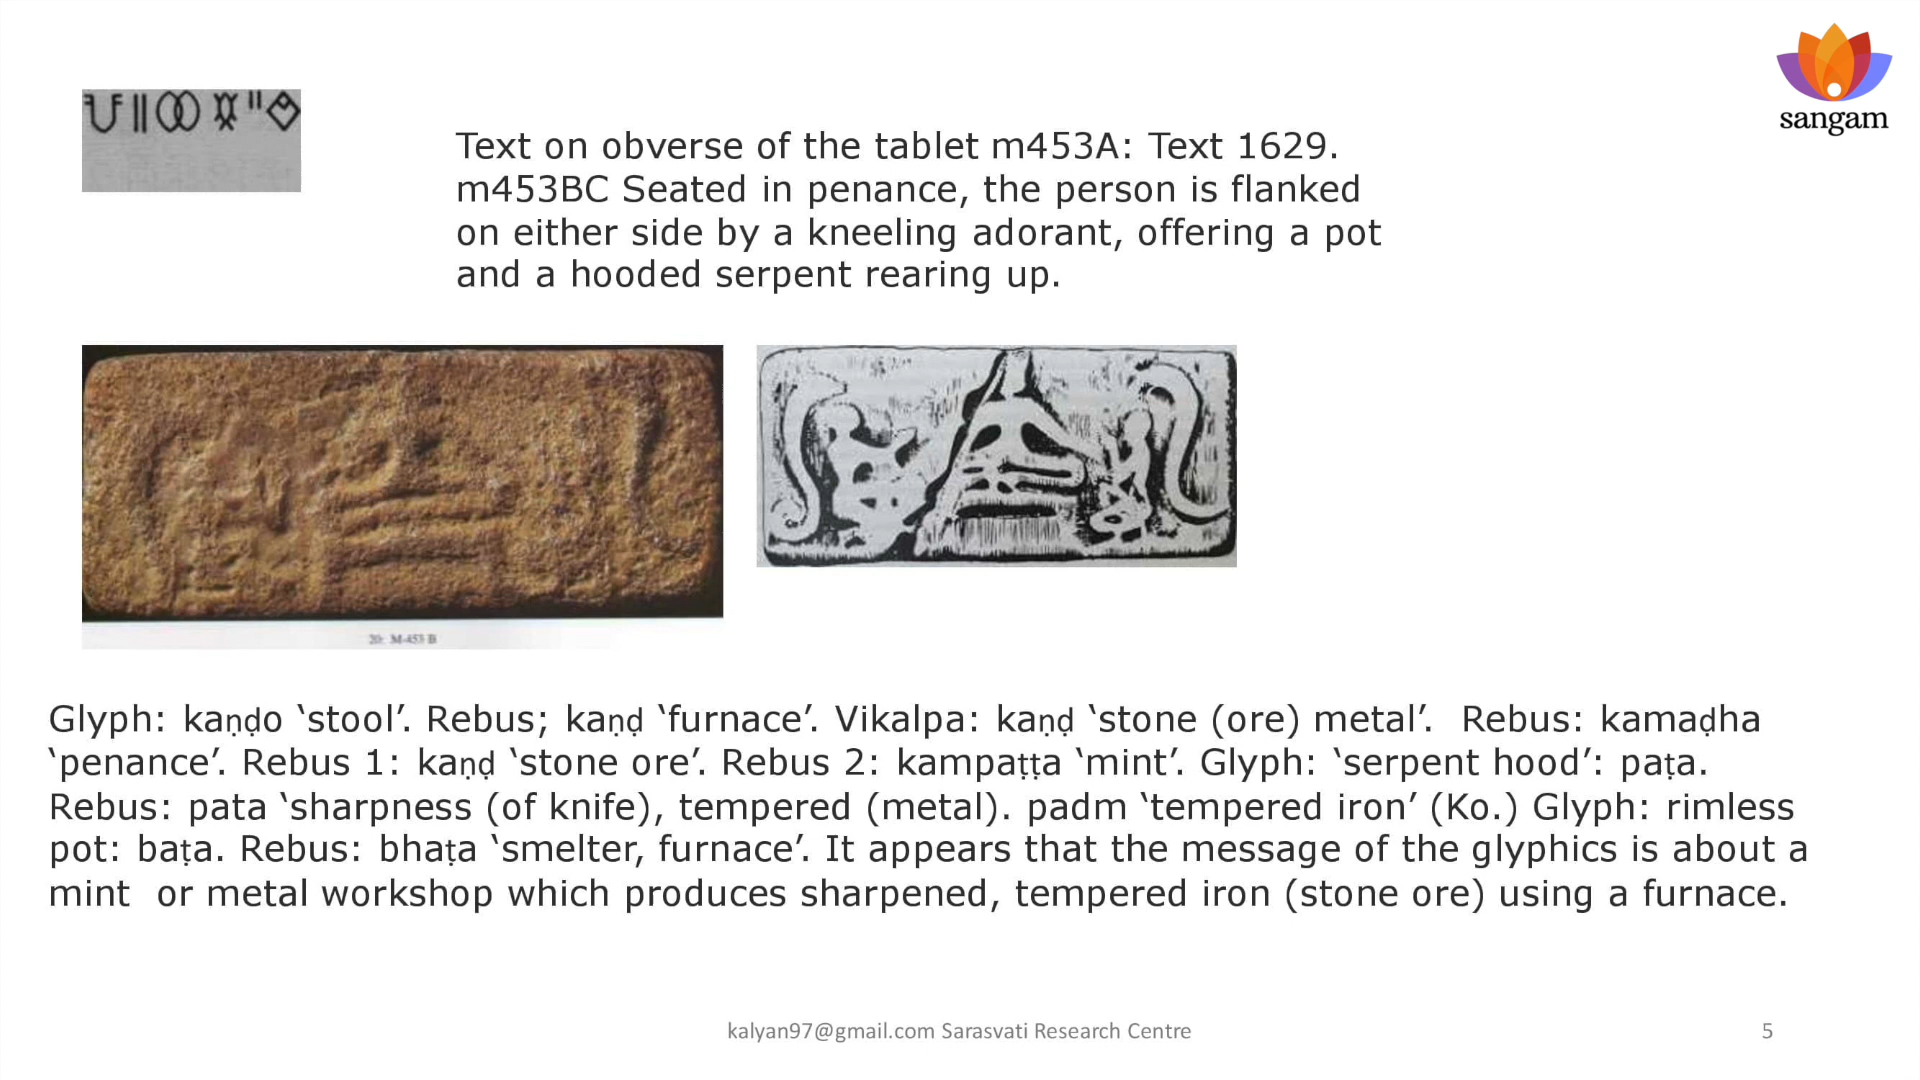 sangam
Text on obverse of the tablet m453A: Text 1629.
m453BC Seated in penance, the person is flanked
on either side by a kneeling adorant, offering a pot
and a hooded serpent rearing up.
20: M-453 B
Glyph: kaṇḍo ‘stool’. Rebus; kaṇḍ ‘furnace’. Vikalpa: kaṇḍ ‘stone (ore) metal’. Rebus: kamaḍha
‘penance’. Rebus 1: kaṇḍ ‘stone ore’. Rebus 2: kampaṭṭa ‘mint’. Glyph: ‘serpent hood’: paṭa.
Rebus: pata ‘sharpness (of knife), tempered (metal). padm ‘tempered iron’ (Ko.) Glyph: rimless
pot: baṭa. Rebus: bhaṭa ‘smelter, furnace’. It appears that the message of the glyphics is about a
mint or metal workshop which produces sharpened, tempered iron (stone ore) using a furnace.
kalyan97@gmail.com Sarasvati Research Centre
5